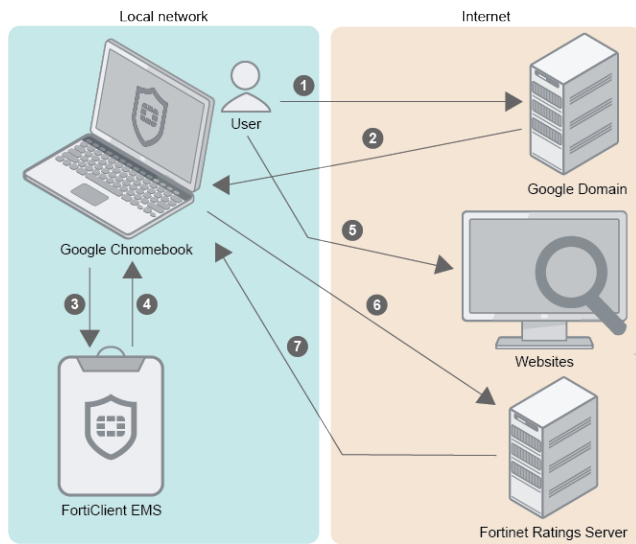 Local network
Internet
1
User
2
Google Domain
Google Chromebook
5
3
4
6
Websites
7
FortiClient EMS
Fortinet Ratings Server